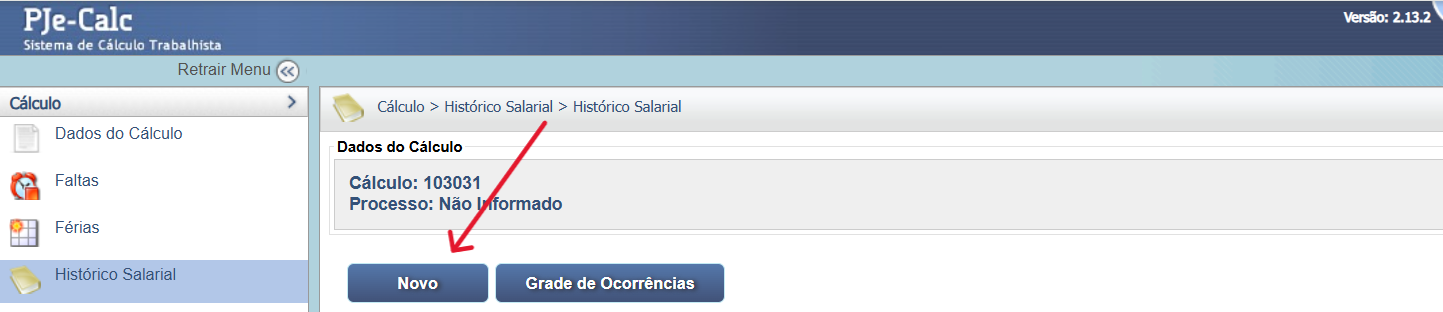 PJe-Calc
Sistema de Cálculo Trabalhista
Versão: 2.13.2
Retrair Menu
Cálculo
Dados do Cálculo
Faltas
Férias
Histórico Salarial
Cálculo > Histórico Salarial > Histórico Salarial
Dados do Cálculo
Cálculo: 103031
Processo: Não Informado
Novo
Grade de Ocorrências